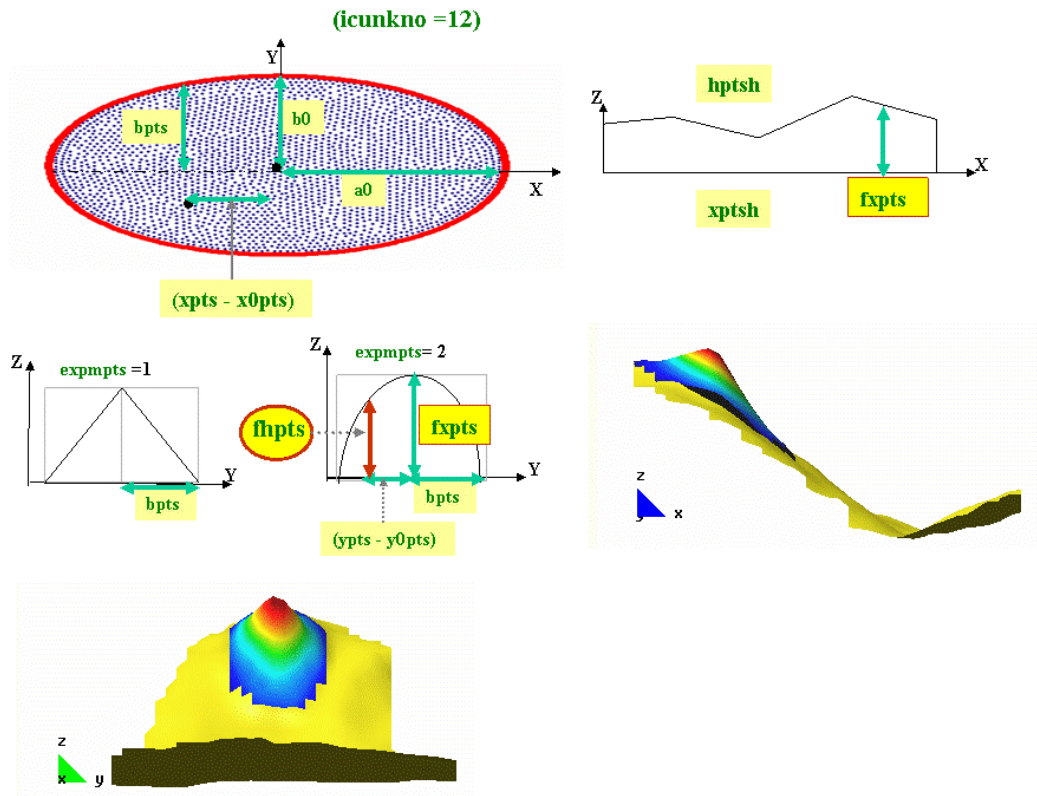 (icunkno =12)
Y
bpts
b0
a0
X
(xpts - x0pts)
Z
hptsh
X
fxpts
xptsh
Z
expmpts =1
Y
bpts
Z
expmpts= 2
fhpts
fxpts
Y
bpts
(ypts - y0pts)
z
y x
z
x y